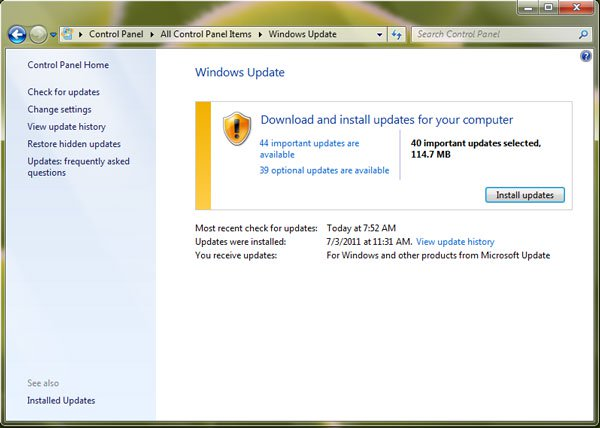 Control Panel All Control Panel Items Windows Update Search Control Panel
Control Panel Home
Check for updates
Change settings
View update history
Restore hidden updates
Updates: frequently asked
questions
See also
Installed Updates
Windows Update
Download and install updates for your computer
44 important updates are
available
39 optional updates are available
40 important updates selected,
114.7 MB
Install updates
Most recent check for updates: Today at 7:52 AM
Updates were installed: 7/3/2011 at 11:31 AM. View update history
You receive updates: For Windows and other products from Microsoft Update